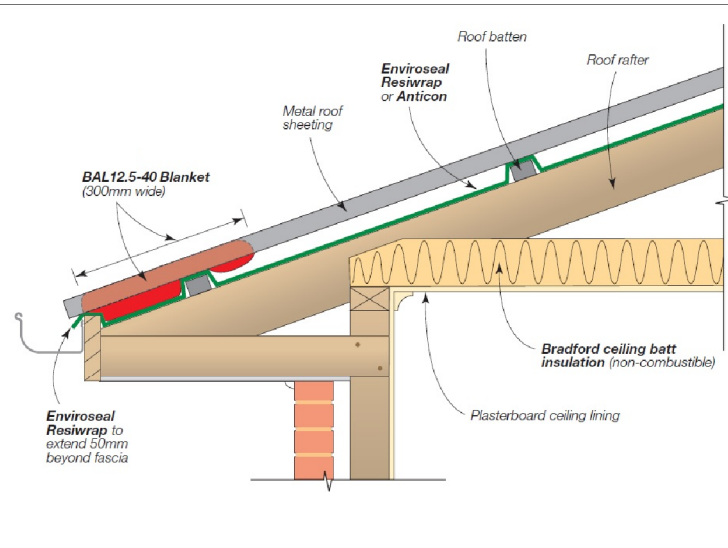 Roof batten
Roof rafter
Enviroseal
Resiwrap
or Anticon
Metal roof
sheeting
BAL12.5-40 Blanket
(300mm wide)
Bradford ceiling batt
insulation (non-combustible)
Plasterboard ceiling lining
Enviroseal
Resiwrap to
extend 50mm
beyond fascia